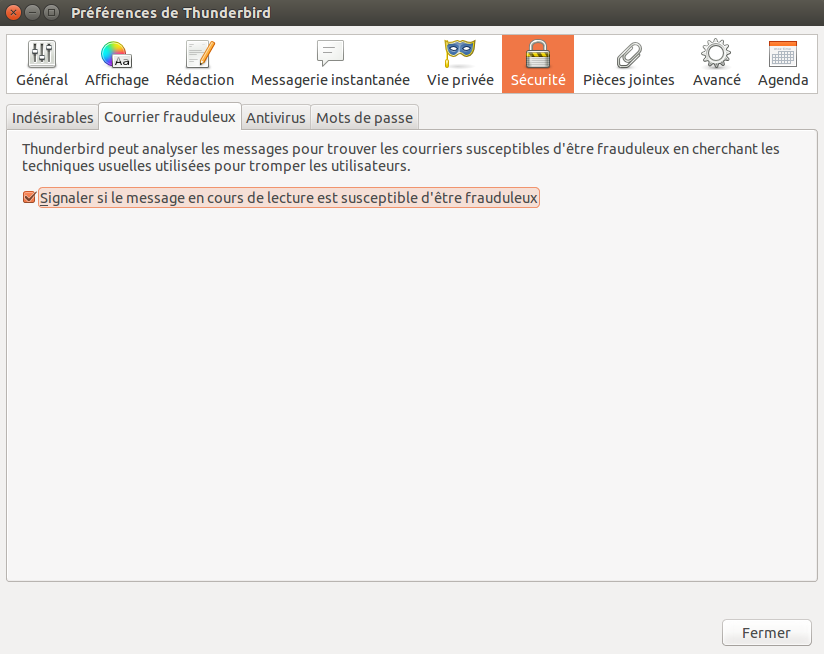 Préférences de Thunderbird
Général Affichage Rédaction Messagerie instantanée Vie privée Sécurité Pièces jointes Avancé Agenda
Indésirables Courrier frauduleux Antivirus Mots de passe
Thunderbird peut analyser les messages pour trouver les courriers susceptibles d'être frauduleux en cherchant les
techniques usuelles utilisées pour tromper les utilisateurs.
Signaler si le message en cours de lecture est susceptible d'être frauduleux
Fermer